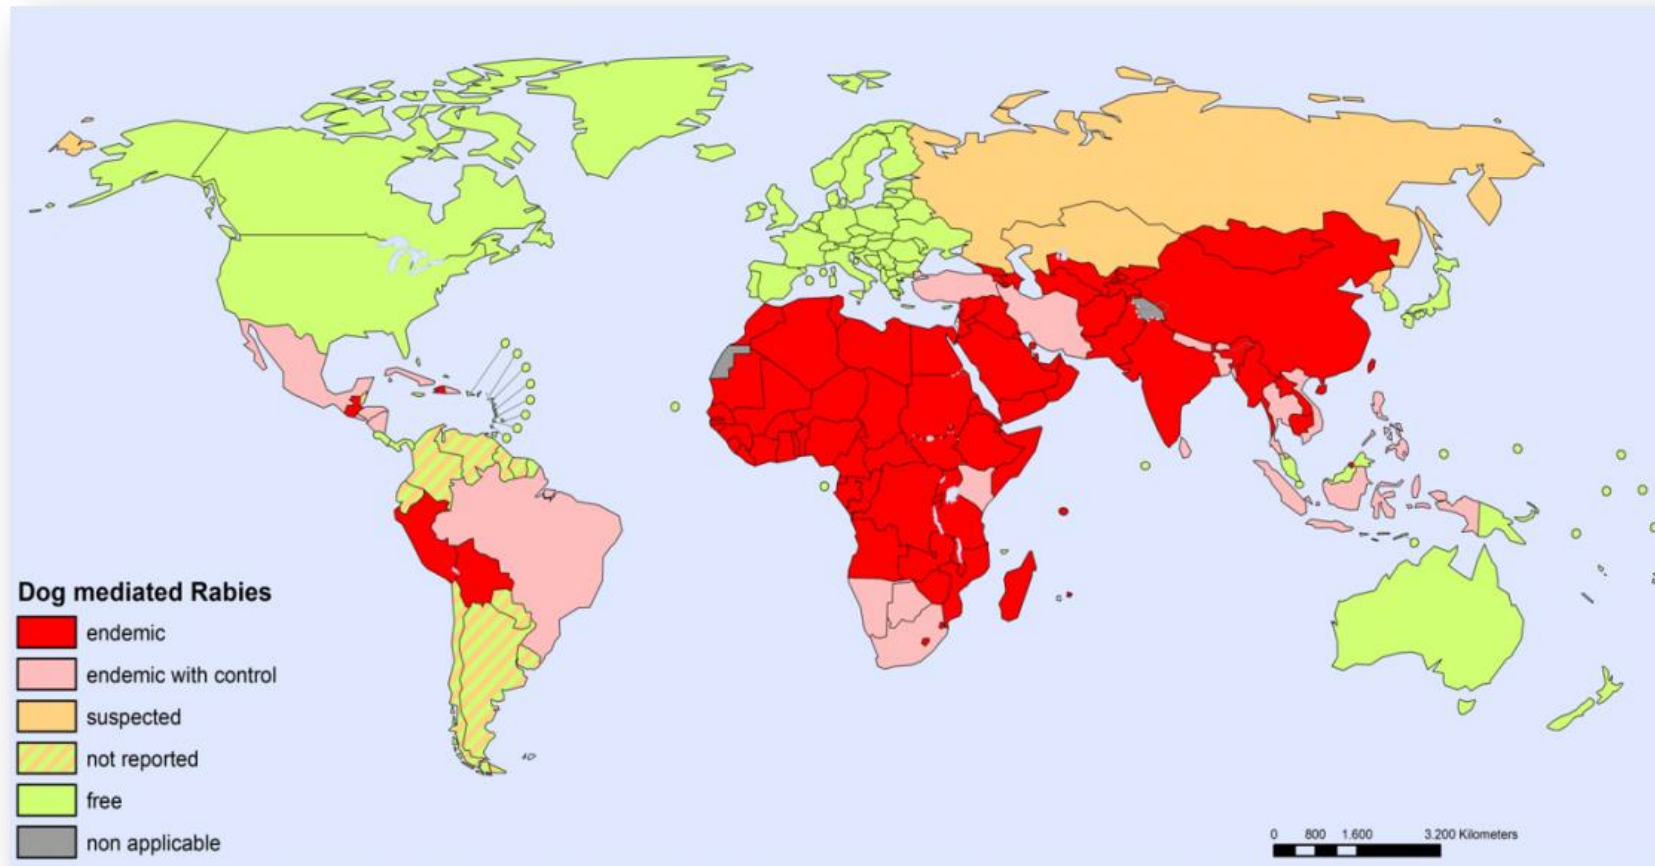 Dog mediated Rabies
endemic
endemic with control
suspected
not reported
free
non applicable
0 800 1.600 3.200 Kilometers